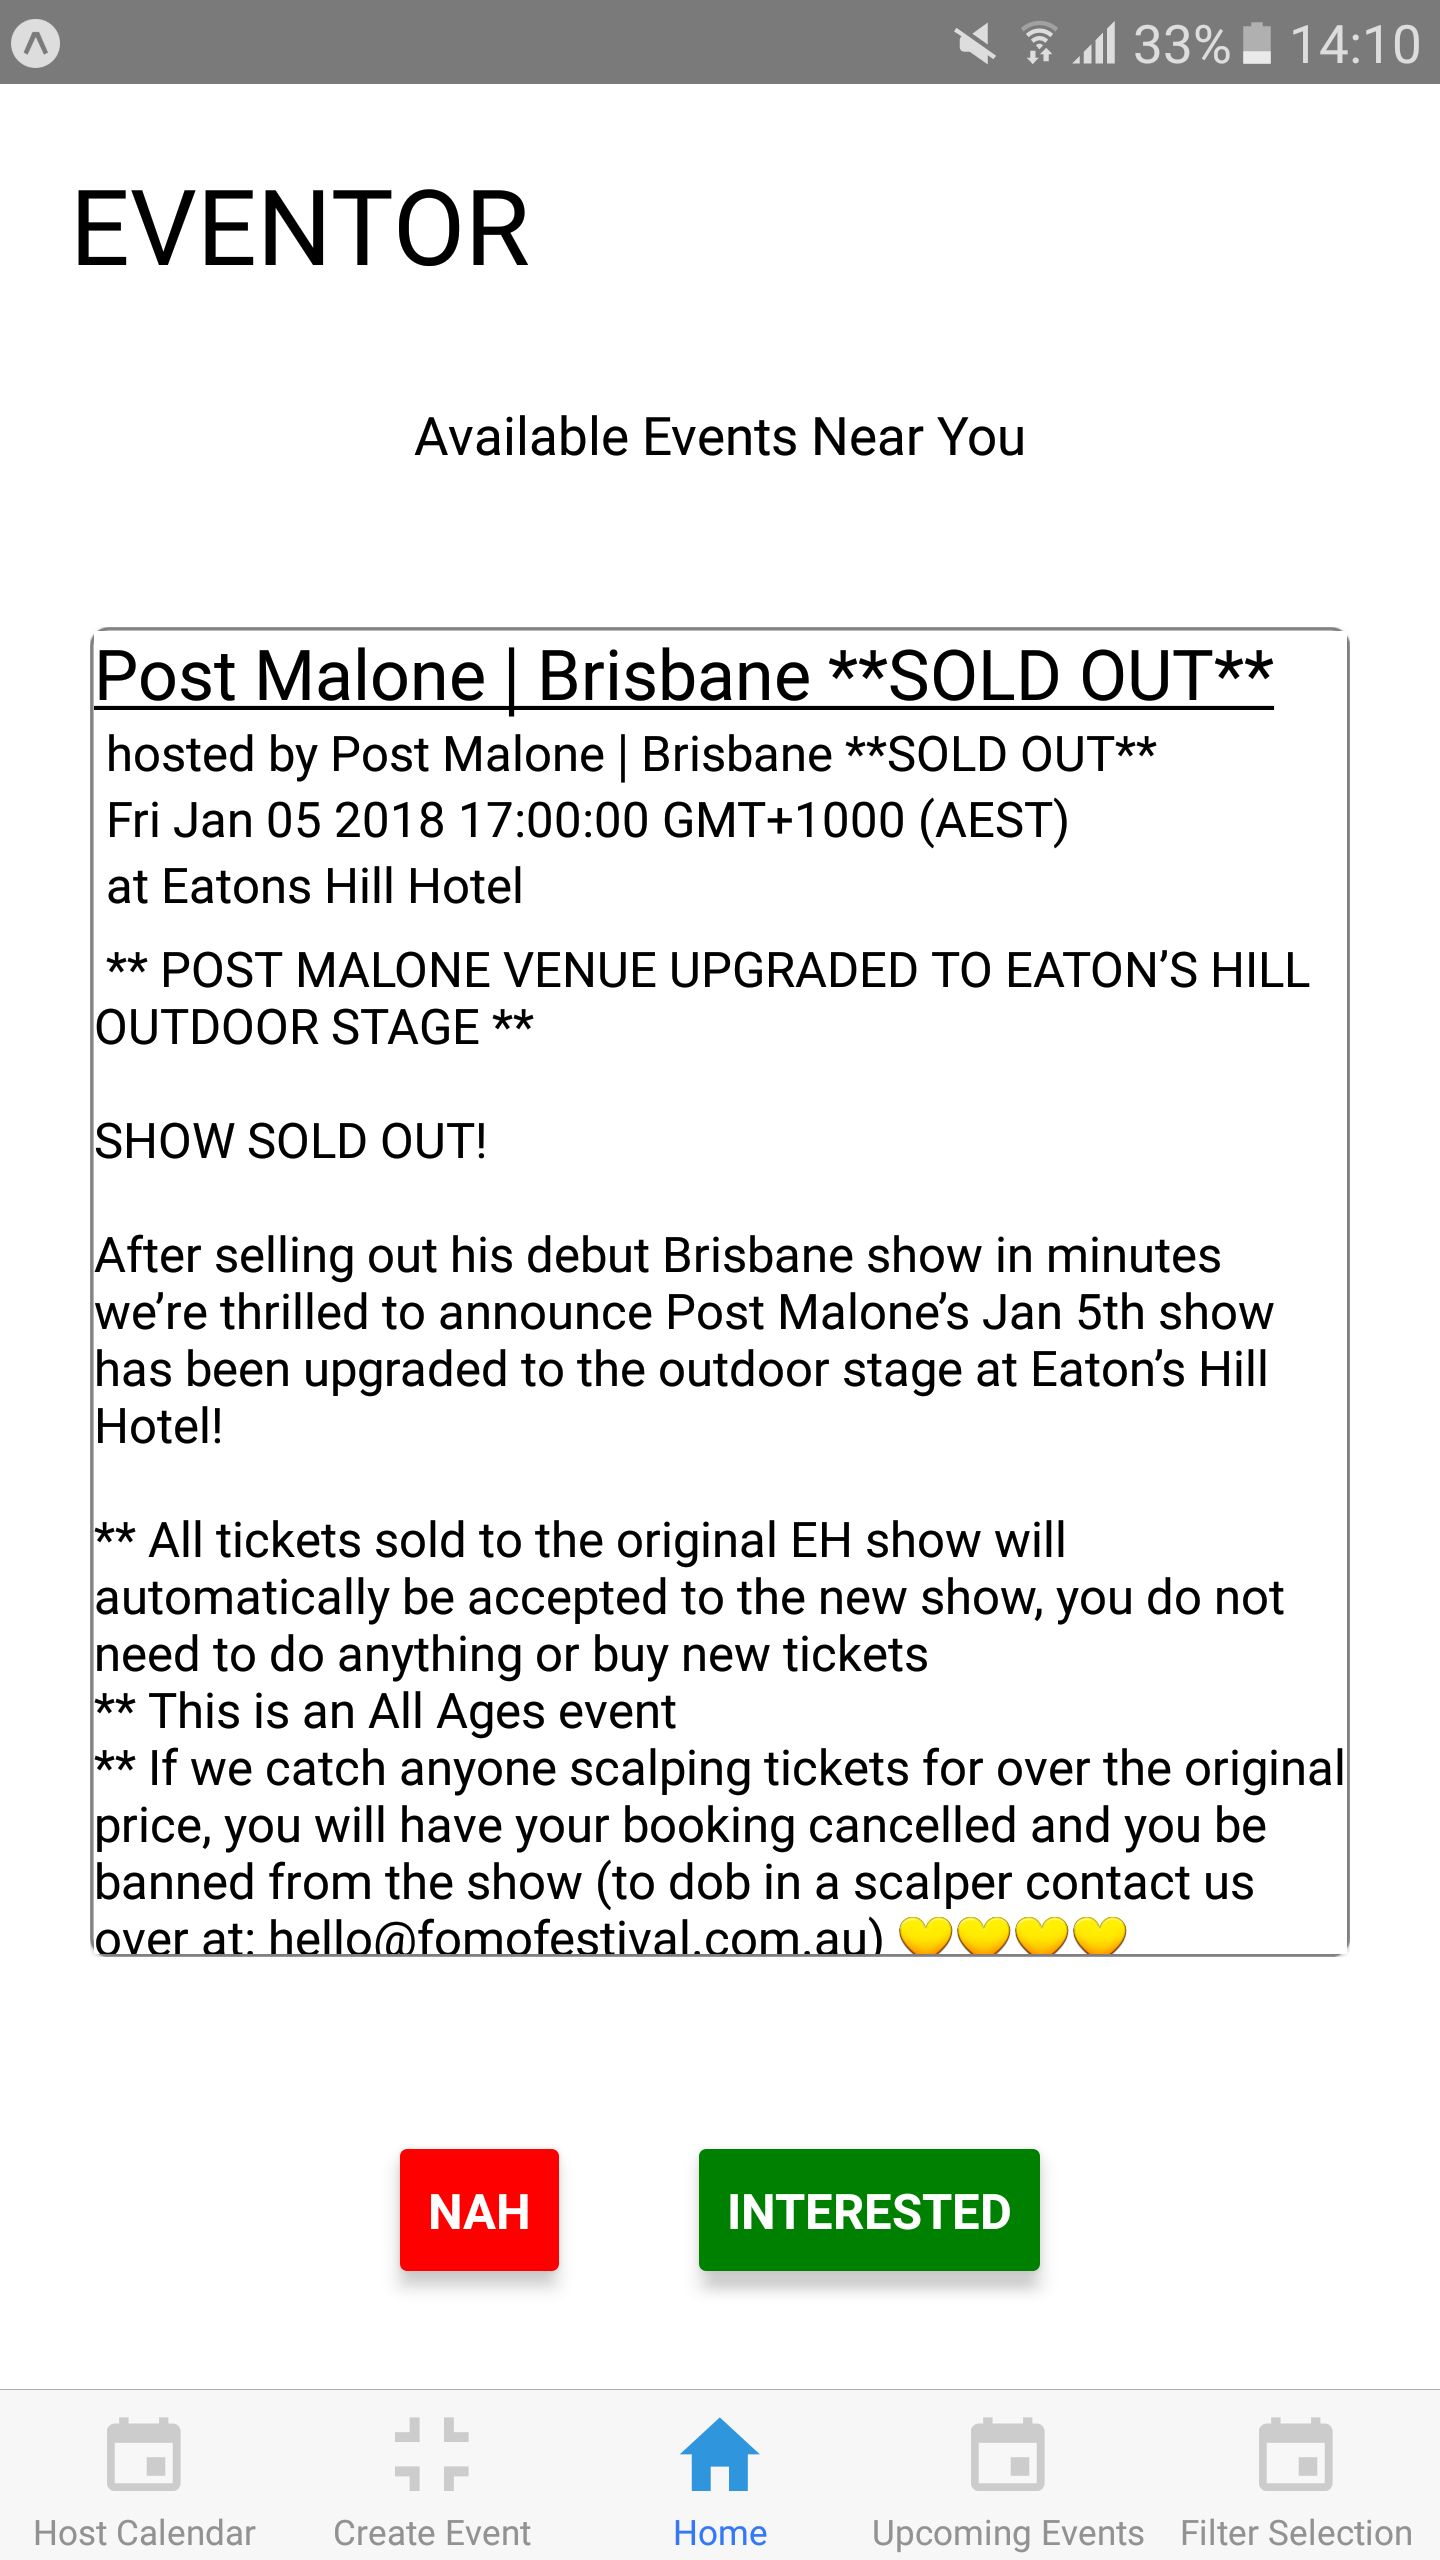 33% 14:10
EVENTOR
Available Events Near You
Post Malone | Brisbane **SOLD OUT**
hosted by Post Malone | Brisbane **SOLD OUT**
Fri Jan 05 2018 17:00:00 GMT+1000 (AEST)
at Eatons Hill Hotel
** POST MALONE VENUE UPGRADED TO EATON’S HILL
OUTDOOR STAGE **
SHOW SOLD OUT!
After selling out his debut Brisbane show in minutes
we’re thrilled to announce Post Malone’s Jan 5th show
has been upgraded to the outdoor stage at Eaton’s Hill
Hotel!
** All tickets sold to the original EH show will
automatically be accepted to the new show, you do not
need to do anything or buy new tickets
** This is an All Ages event
** If we catch anyone scalping tickets for over the original
price, you will have your booking cancelled and you be
banned from the show (to dob in a scalper contact us
over at: hello@fomofestival.com.au) 💛💛💛💛
NAH
INTERESTED
Host Calendar
Create Event
Home
Upcoming Events
Filter Selection